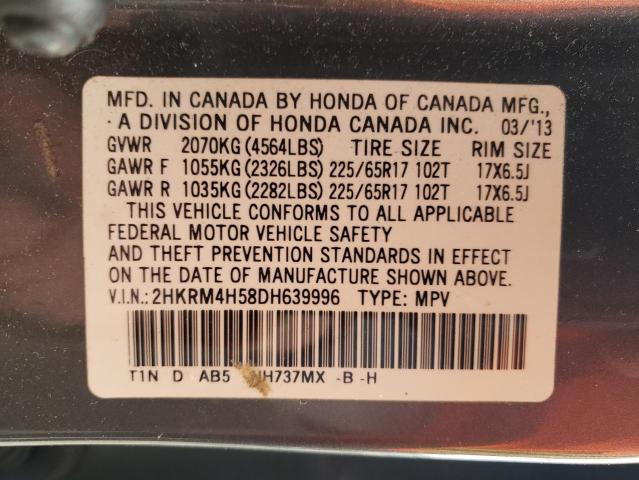 MFD. IN CANADA BY HONDA OF CANADA MFG.,
A DIVISION OF HONDA CANADA INC. 03/'13
GVWR 2070KG (4564LBS) TIRE SIZE RIM SIZE
GAWR F 1055KG (2326LBS) 225/65R17 102T 17X6.5J
GAWR R 1035KG (2282LBS) 225/65R17 102T 17X6.5J
THIS VEHICLE CONFORMS TO ALL APPLICABLE
FEDERAL MOTOR VEHICLE SAFETY
AND THEFT PREVENTION STANDARDS IN EFFECT
ON THE DATE OF MANUFACTURE SHOWN ABOVE.
V.I.N.: 2HKRM4H58DH639996 TYPE: MPV
T1N D AB5 -B -H